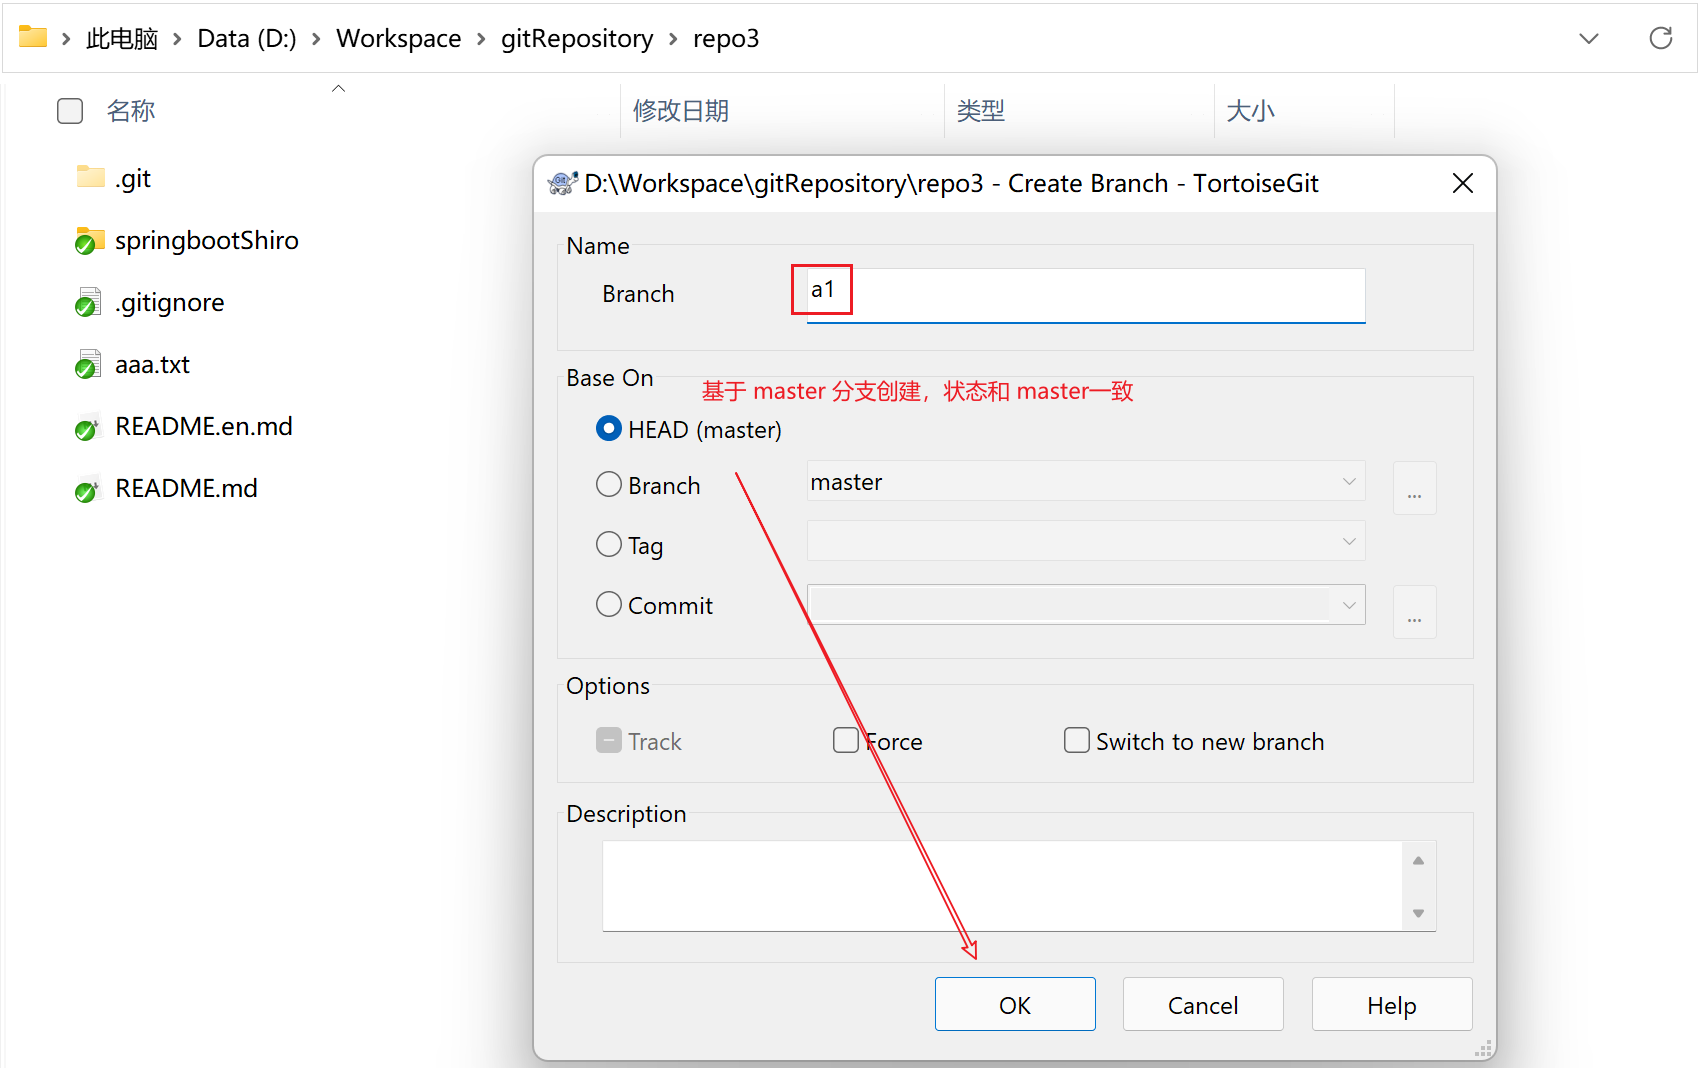 此电脑 > Data (D:) > Workspace > gitRepository > repo3
名称 修改日期 类型 大小
.git
springbootShiro
.gitignore
aaa.txt
README.en.md
README.md
Git D:\Workspace\gitRepository\repo3 - Create Branch - TortoiseGit
Name
Branch a1
Base On
基于 master 分支创建，状态和 master一致
HEAD (master)
Branch master ...
Tag
Commit ...
Options
Track Force Switch to new branch
Description
OK Cancel Help